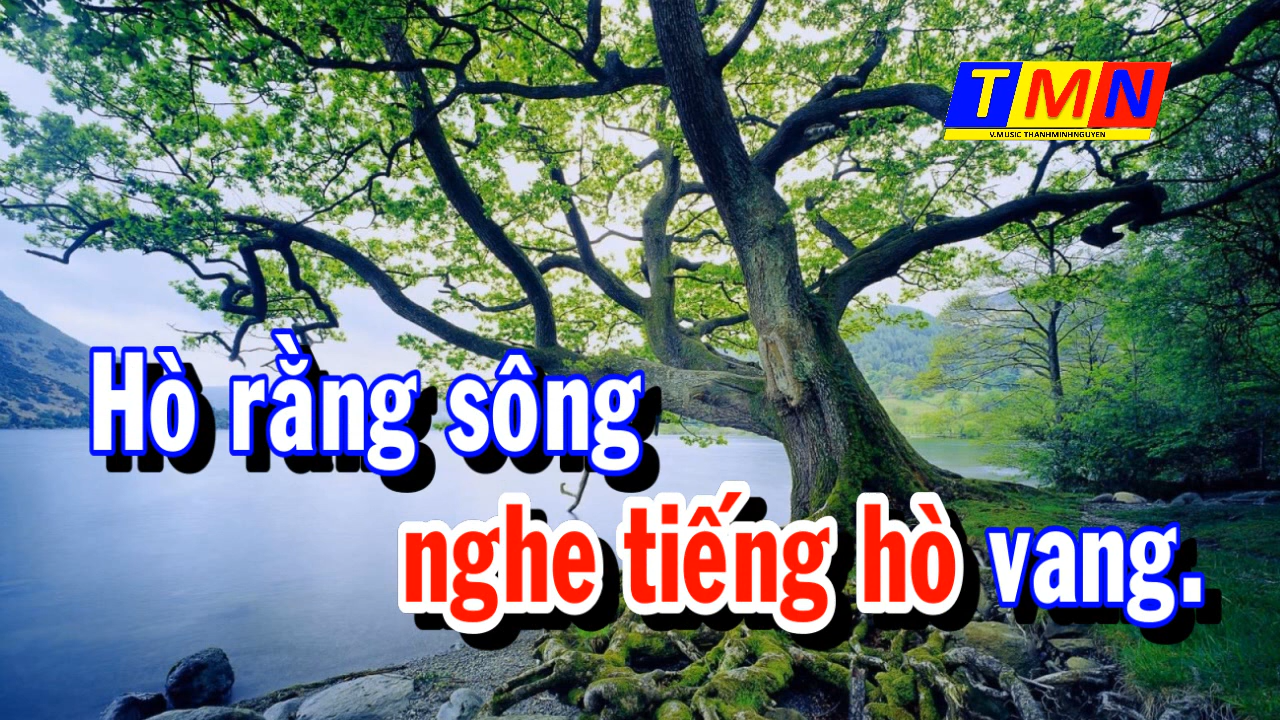 TMN
V.MUSIC THANHMINHNGUYEN
Hò rằng sông
nghe tiếng hò vang.